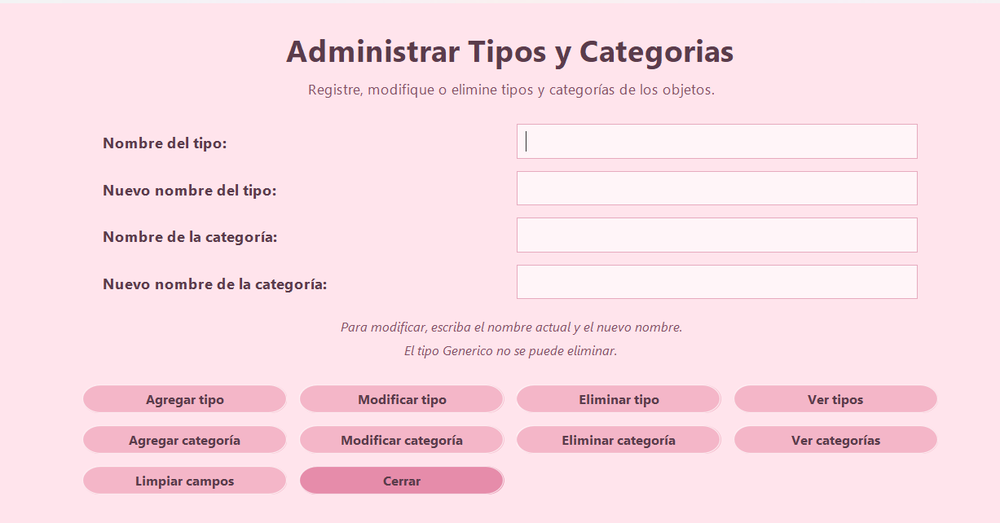 Administrar Tipos y Categorias
Registre, modifique o elimine tipos y categorías de los objetos.
Nombre del tipo:
Nuevo nombre del tipo:
Nombre de la categoría:
Nuevo nombre de la categoría:
Para modificar, escriba el nombre actual y el nuevo nombre.
El tipo Generico no se puede eliminar.
Agregar tipo Modificar tipo Eliminar tipo Ver tipos
Agregar categoría Modificar categoría Eliminar categoría Ver categorías
Limpiar campos Cerrar